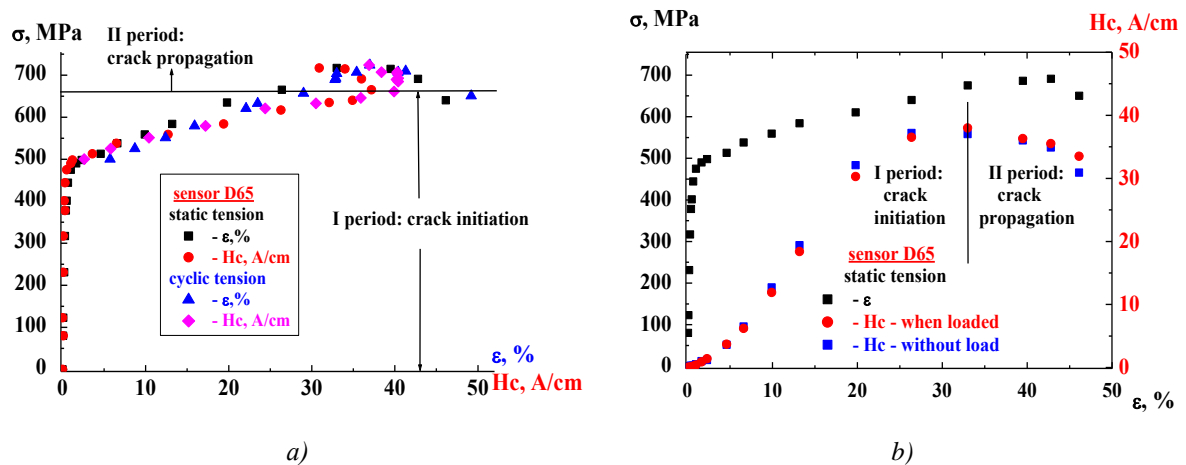 σ, MPa
II period:
crack propagation
700
600
500
400
300
200
100
0
sensor D65
static tension
- ε,%
- Hc, A/cm
cyclic tension
- ε,%
- Hc, A/cm
I period: crack initiation
0 10 20 30 40 50
ε, %
Hc, A/cm
a)
σ, MPa
Hc, A/cm
700
600
500
400
300
200
100
0
50
40
30
20
10
0
I period:
crack
initiation
II period:
crack
propagation
sensor D65
static tension
- ε
- Hc - when loaded
- Hc - without load
0 10 20 30 40 50
ε, %
b)